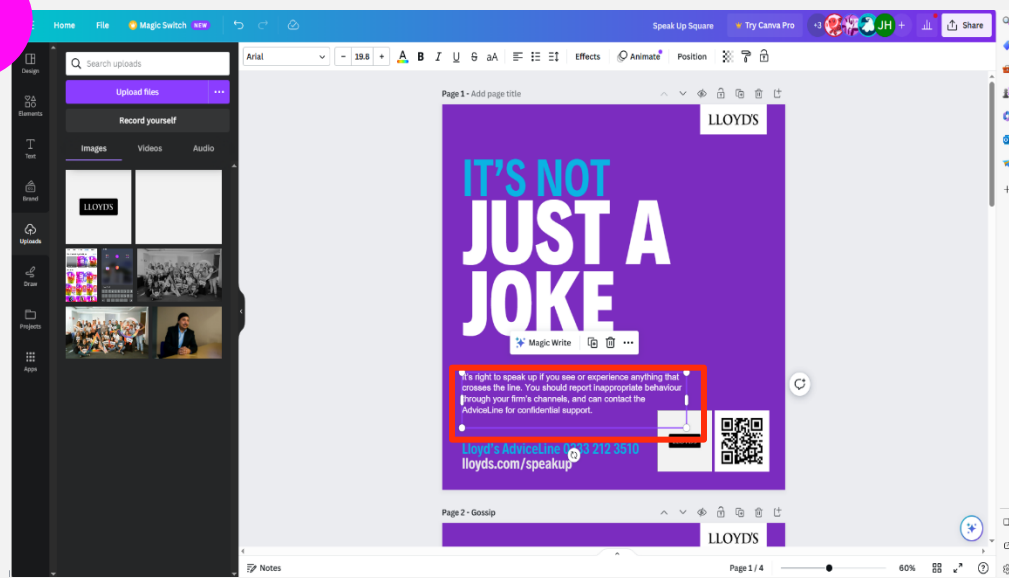 Home File Magic Switch NEW Speak Up Square Try Canva Pro +3 JH + Share
Design
Elements
Text
Brand
Uploads
Draw
Projects
Apps
Search uploads
Upload files
Record yourself
Images Videos Audio
LLOYD'S
Arial - 19.8 + A B I U S aA Effects Animate Position
Page 1 - Add page title
LLOYD'S
IT'S NOT
JUST A
JOKE
Magic Write
It's right to speak up if you see or experience anything that
crosses the line. You should report inappropriate behaviour
through your firm's channels, and can contact the
AdviceLine for confidential support.
Lloyd's AdviceLine 212 3510
lloyds.com/speakup
Page 2 - Gossip
LLOYD'S
Notes Page 1 / 4 60%